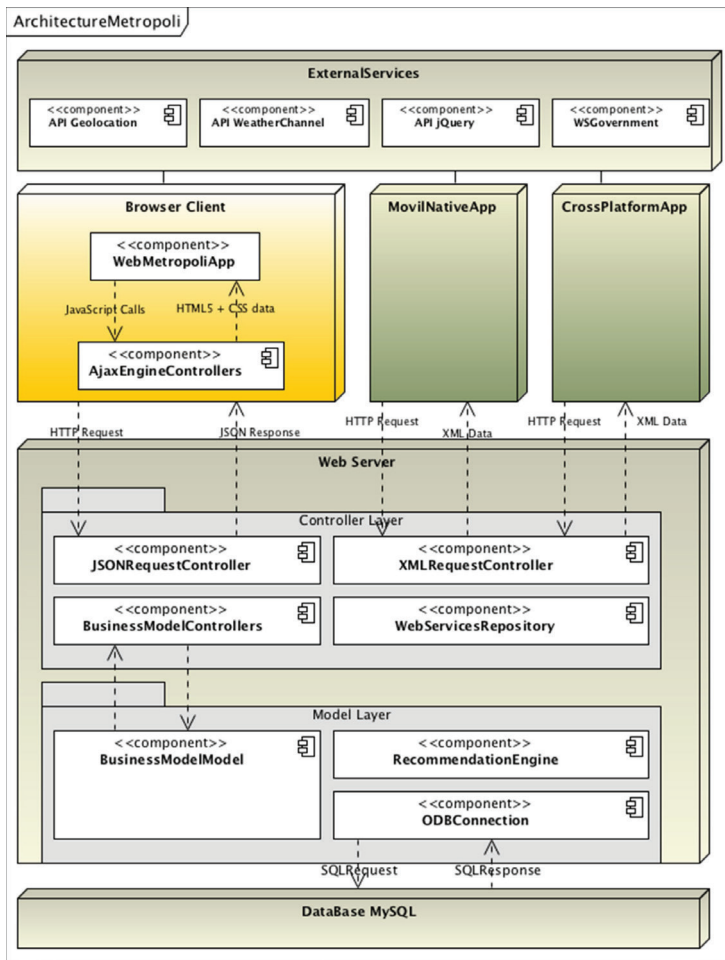 ArchitectureMetropoli
ExternalServices
<<component>>
API Geolocation
<<component>>
API WeatherChannel
<<component>>
API jQuery
<<component>>
WSGovernment
Browser Client
<<component>>
WebMetropoliApp
JavaScript Calls
HTML5 + CSS data
<<component>>
AjaxEngineControllers
MovilNativeApp
CrossPlatformApp
HTTP Request
JSON Response
HTTP Request
XML Data
HTTP Request
XML Data
Web Server
Controller Layer
<<component>>
JSONRequestController
<<component>>
XMLRequestController
<<component>>
BusinessModelControllers
<<component>>
WebServicesRepository
Model Layer
<<component>>
BusinessModelModel
<<component>>
RecommendationEngine
<<component>>
ODBConnection
SQLRequest
SQLResponse
DataBase MySQL